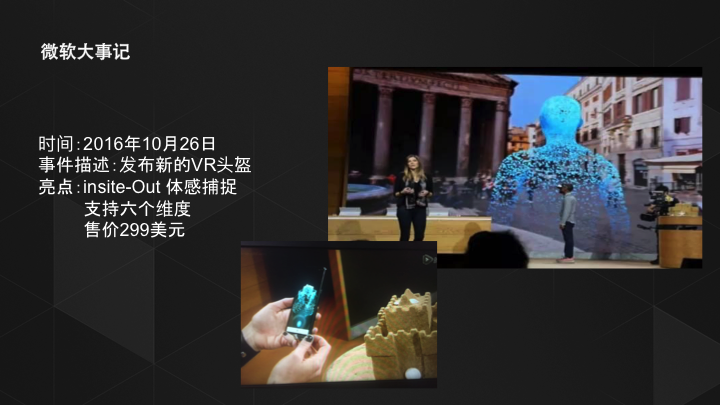 微软大事记
时间:2016年10月26日
事件描述:发布新的VR头盔
亮点:insite-Out 体感捕捉
支持六个维度
售价299美元